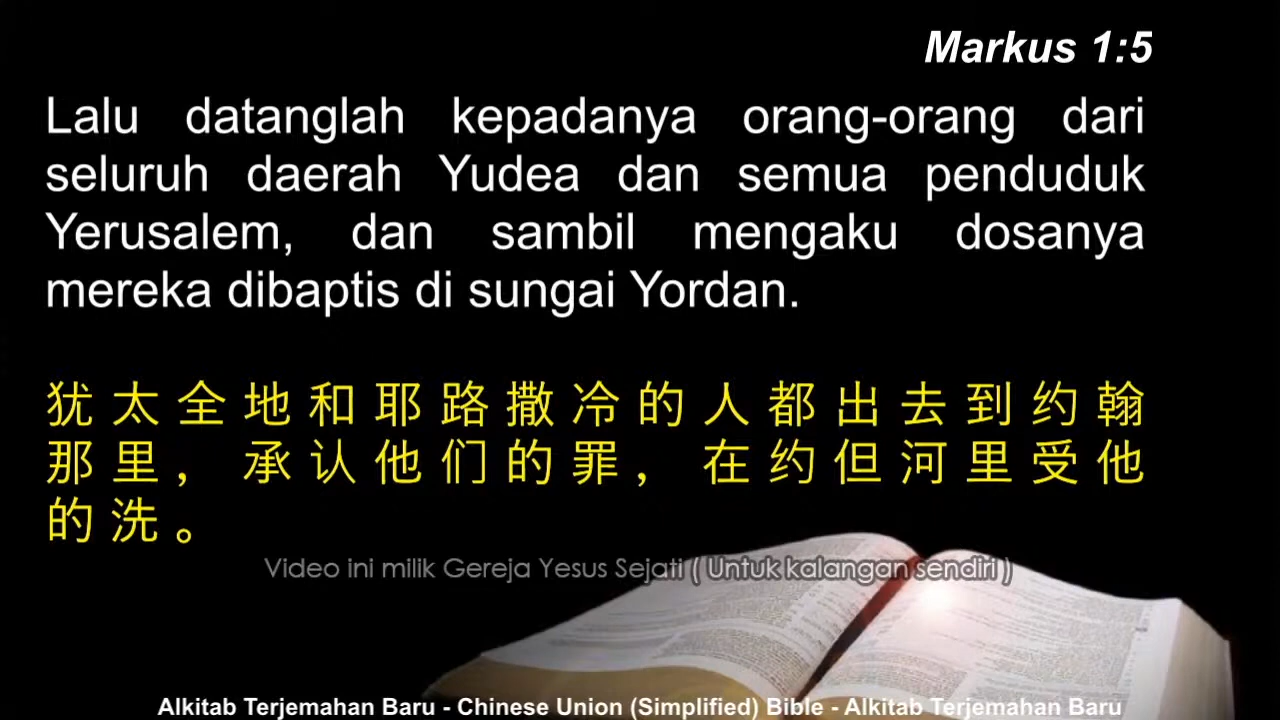 Markus 1:5
Lalu datanglah kepadanya orang-orang dari
seluruh daerah Yudea dan semua penduduk
Yerusalem, dan sambil mengaku dosanya
mereka dibaptis di sungai Yordan.
犹太全地和耶路撒冷的人都出去到约翰
那里，承认他们的罪，在约但河里受他
的洗。
Video ini milik Gereja Yesus Sejati ( Untuk kalangan sendiri )
Alkitab Terjemahan Baru - Chinese Union (Simplified) Bible - Alkitab Terjemahan Baru